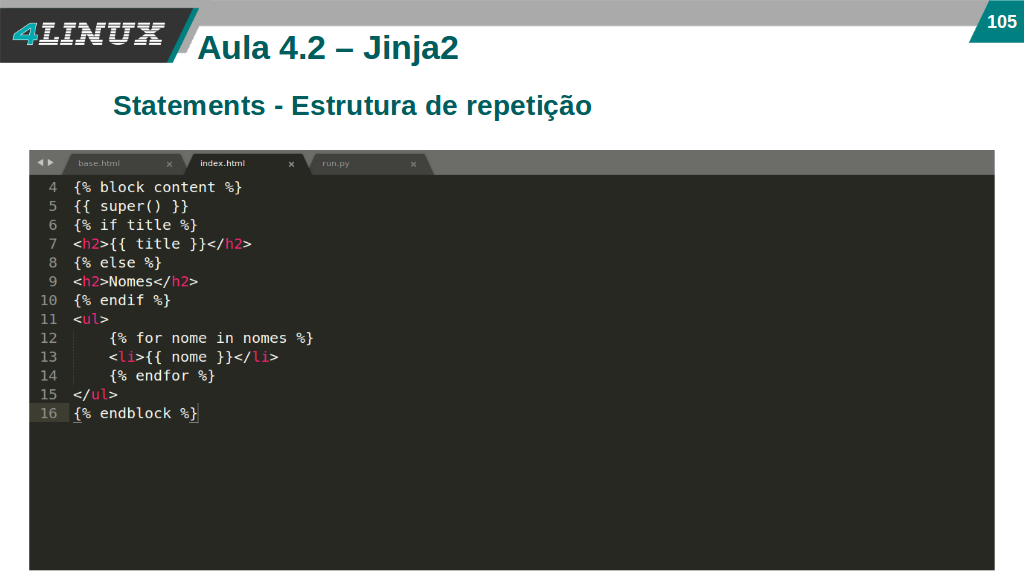 4LINUX
105
Aula 4.2 – Jinja2
Statements - Estrutura de repetição
base.html × index.html × run.py ×
4 {% block content %}
5 {{ super() }}
6 {% if title %}
7 <h2>{{ title }}</h2>
8 {% else %}
9 <h2>Nomes</h2>
10 {% endif %}
11 <ul>
12     {% for nome in nomes %}
13     <li>{{ nome }}</li>
14     {% endfor %}
15 </ul>
16 {% endblock %}